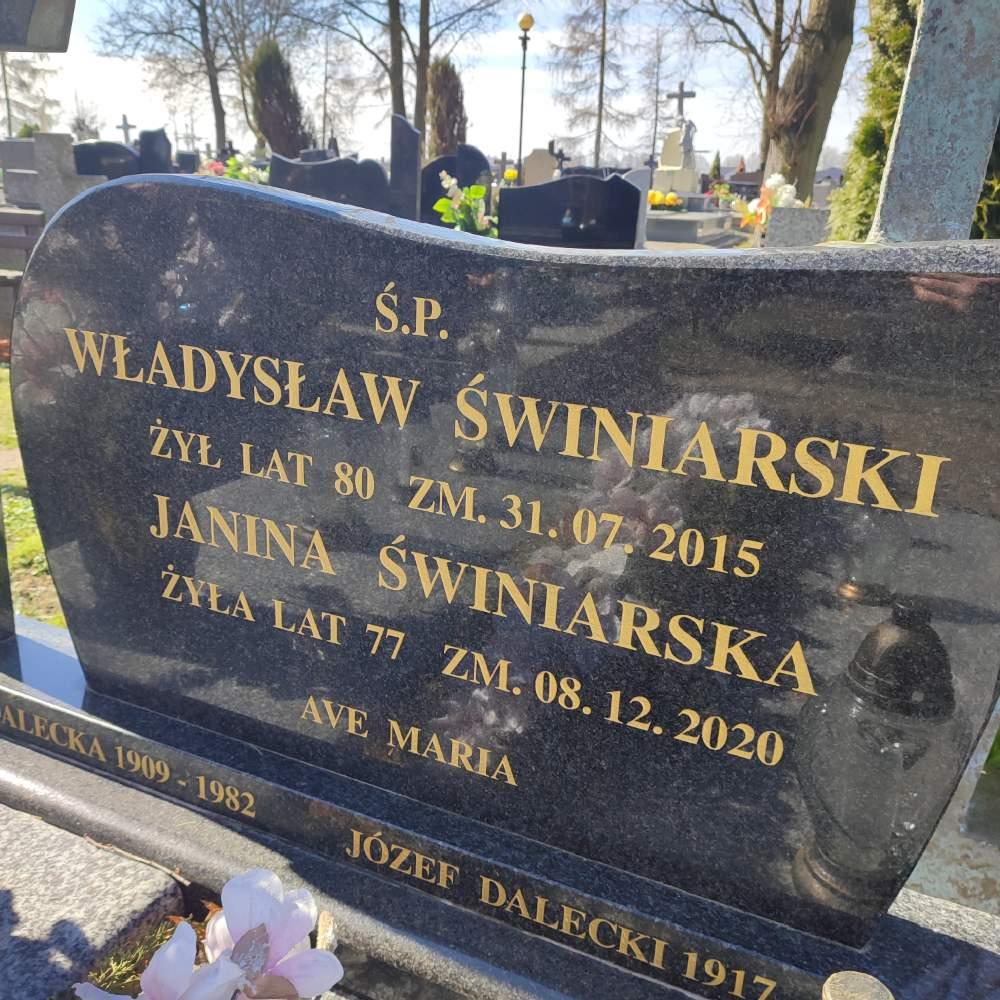 Ś.P.
WŁADYSŁAW ŚWINIARSKI
ŻYŁ LAT 80 ZM. 31. 07. 2015
JANINA ŚWINIARSKA
ŻYŁA LAT 77 ZM. 08. 12. 2020
AVE MARIA
DALECKA 1909 - 1982
JÓZEF DALECKI 1917